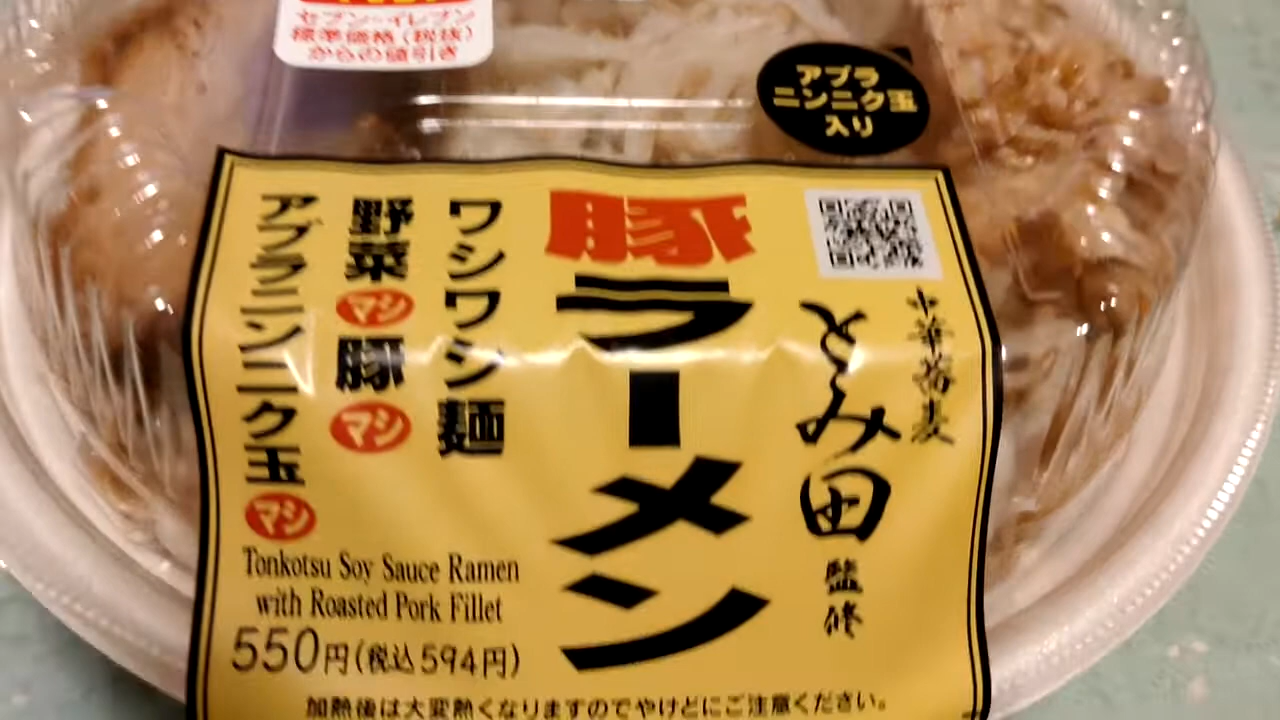 セブン-イレブン
標準価格(税抜)
からの値引き
アブラ
ニンニク玉
入り
中華蕎麦
とみ田
監修
豚ラーメン
ワシワシ麺
野菜マシ豚マシ
アブラニンニク玉マシ
Tonkotsu Soy Sauce Ramen
with Roasted Pork Fillet
550円(税込594円)
加熱後は大変熱くなりますのでやけどにご注意ください。